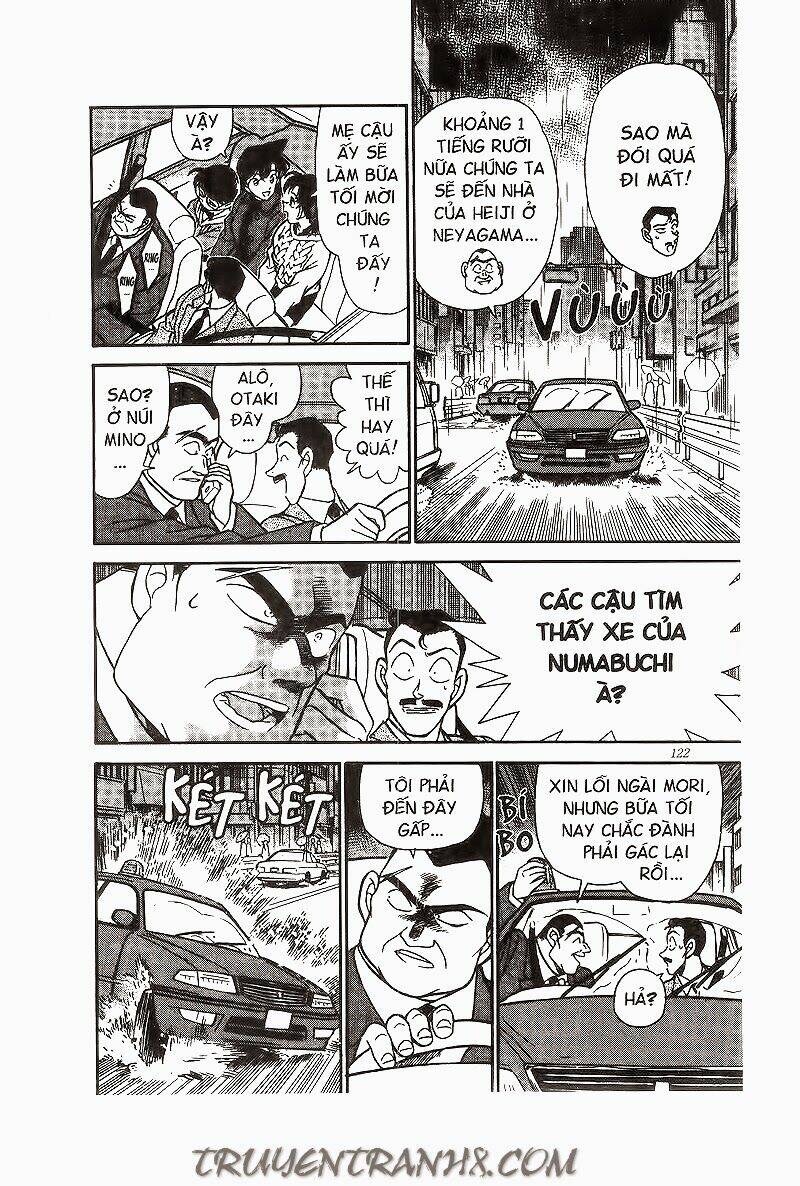 SAO MÀ
ĐÓI QUÁ
ĐI MẤT!
KHOẢNG 1
TIẾNG RƯỠI
NỮA CHÚNG TA
SẼ ĐẾN NHÀ
CỦA HEIJI Ở
NEYAGAMA...
VÙÙÙ
MẸ CẬU
ẤY SẼ
LÀM BỮA
TỐI MỜI
CHÚNG
TA
ĐẤY
!
VẬY
À?
RING...
RING...
THẾ
THÌ
HAY
QUÁ!
ALÔ,
OTAKI
ĐÂY...
SAO?
Ở NÚI
MINO
...
CÁC CẬU TÌM
THẤY XE CỦA
NUMABUCHI
À?
122
XIN LỖI NGÀI MORI,
NHƯNG BỮA TỐI
NAY CHẮC ĐÀNH
PHẢI GÁC LẠI
RỒI...
BÍ
BO
HẢ?
TÔI PHẢI
ĐẾN ĐÂY
GẤP...
KÉT KÉT
TRUYENTRANH8.COM